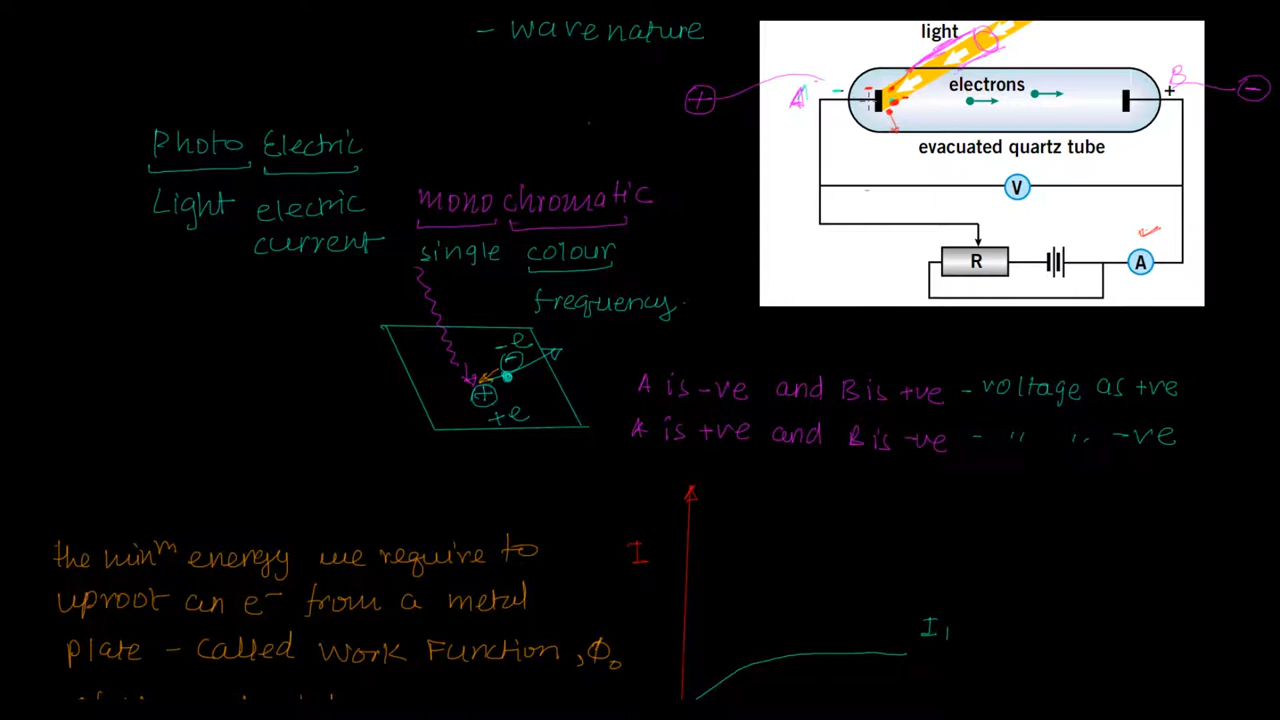 - wave nature
light
electrons
A
-
+
B
evacuated quartz tube
V
R
A
Photo Electric
Light electric
current
mono chromatic
single colour
frequency
-e
+e
A is -ve and B is +ve - voltage as +ve
A is +ve and B is -ve - " " -ve
the minᵐ energy we require to
uproot an e⁻ from a metal
plate - called Work Function, Φ₀
I
I₁